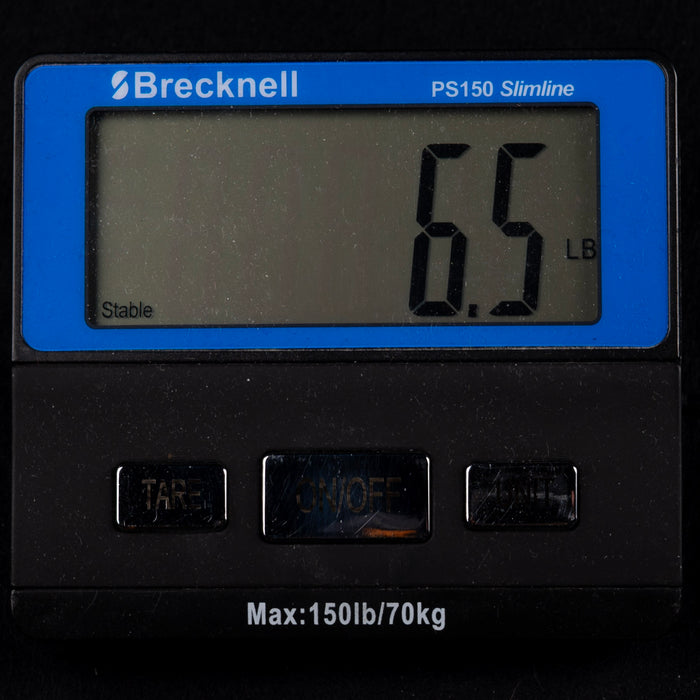 Brecknell PS150 Slimline
6.5 LB
Stable
TARE ON/OFF UNIT
Max:150lb/70kg